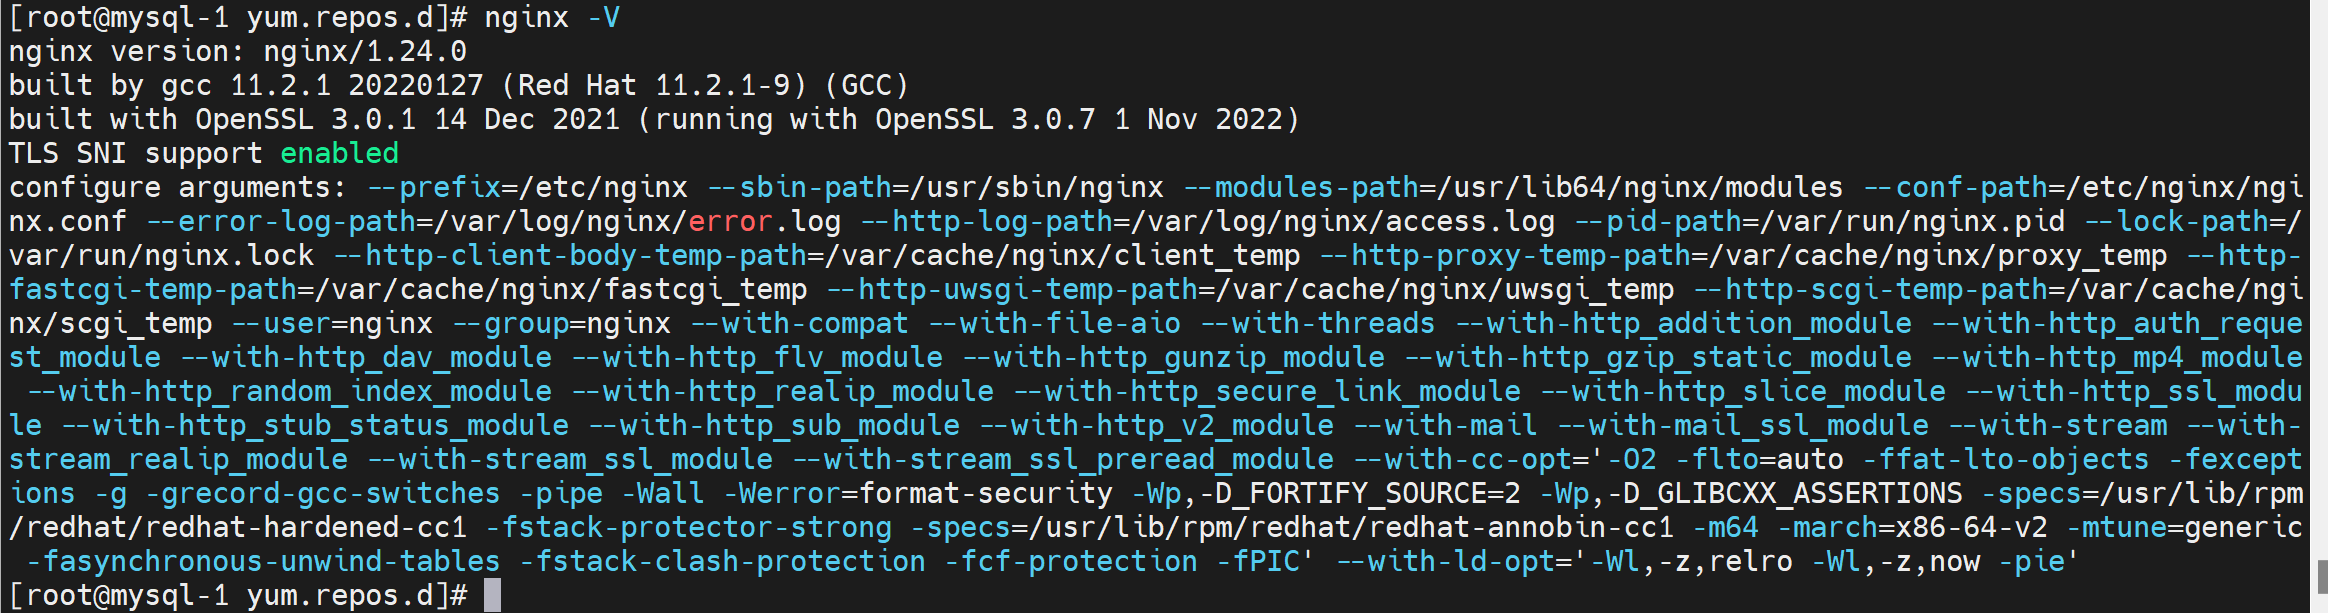 [root@mysql-1 yum.repos.d]# nginx -V
nginx version: nginx/1.24.0
built by gcc 11.2.1 20220127 (Red Hat 11.2.1-9) (GCC)
built with OpenSSL 3.0.1 14 Dec 2021 (running with OpenSSL 3.0.7 1 Nov 2022)
TLS SNI support enabled
configure arguments: --prefix=/etc/nginx --sbin-path=/usr/sbin/nginx --modules-path=/usr/lib64/nginx/modules --conf-path=/etc/nginx/ngi
nx.conf --error-log-path=/var/log/nginx/error.log --http-log-path=/var/log/nginx/access.log --pid-path=/var/run/nginx.pid --lock-path=/
var/run/nginx.lock --http-client-body-temp-path=/var/cache/nginx/client_temp --http-proxy-temp-path=/var/cache/nginx/proxy_temp --http-
fastcgi-temp-path=/var/cache/nginx/fastcgi_temp --http-uwsgi-temp-path=/var/cache/nginx/uwsgi_temp --http-scgi-temp-path=/var/cache/ngi
nx/scgi_temp --user=nginx --group=nginx --with-compat --with-file-aio --with-threads --with-http_addition_module --with-http_auth_reque
st_module --with-http_dav_module --with-http_flv_module --with-http_gunzip_module --with-http_gzip_static_module --with-http_mp4_module
 --with-http_random_index_module --with-http_realip_module --with-http_secure_link_module --with-http_slice_module --with-http_ssl_modu
le --with-http_stub_status_module --with-http_sub_module --with-http_v2_module --with-mail --with-mail_ssl_module --with-stream --with-
stream_realip_module --with-stream_ssl_module --with-stream_ssl_preread_module --with-cc-opt='-O2 -flto=auto -ffat-lto-objects -fexcept
ions -g -grecord-gcc-switches -pipe -Wall -Werror=format-security -Wp,-D_FORTIFY_SOURCE=2 -Wp,-D_GLIBCXX_ASSERTIONS -specs=/usr/lib/rpm
/redhat/redhat-hardened-cc1 -fstack-protector-strong -specs=/usr/lib/rpm/redhat/redhat-annobin-cc1 -m64 -march=x86-64-v2 -mtune=generic
 -fasynchronous-unwind-tables -fstack-clash-protection -fcf-protection -fPIC' --with-ld-opt='-Wl,-z,relro -Wl,-z,now -pie'
[root@mysql-1 yum.repos.d]#